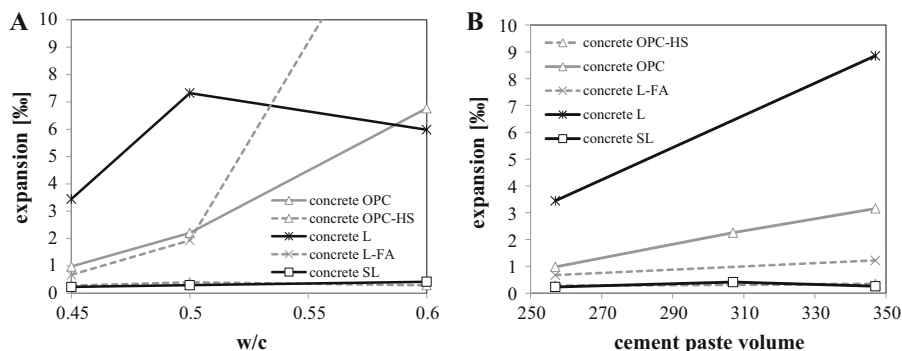 A
expansion [‰]
10
9
8
7
6
5
4
3
2
1
0
0.45
0.5
0.55
0.6
w/c
concrete OPC
concrete OPC-HS
concrete L
concrete L-FA
concrete SL
B
expansion [‰]
10
9
8
7
6
5
4
3
2
1
0
250
270
290
310
330
350
cement paste volume
concrete OPC-HS
concrete OPC
concrete L-FA
concrete L
concrete SL